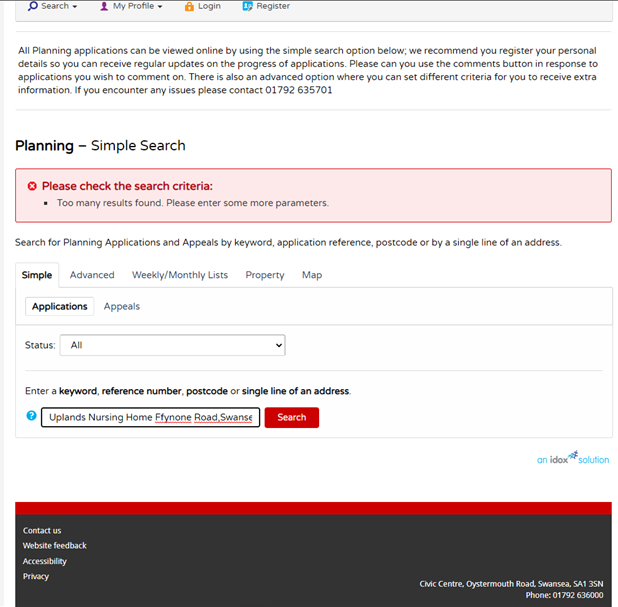 Search
My Profile
Login
Register
All Planning applications can be viewed online by using the simple search option below; we recommend you register your personal
details so you can receive regular updates on the progress of applications. Please can you use the comments button in response to
applications you wish to comment on. There is also an advanced option where you can set different criteria for you to receive extra
information. If you encounter any issues please contact 01792 635701
Planning – Simple Search
Please check the search criteria:
Too many results found. Please enter some more parameters.
Search for Planning Applications and Appeals by keyword, application reference, postcode or by a single line of an address.
Simple Advanced Weekly/Monthly Lists Property Map
Applications Appeals
Status: All
Enter a keyword, reference number, postcode or single line of an address.
? Uplands Nursing Home Ffynone Road,Swanse Search
an idox solution
Contact us
Website feedback
Accessibility
Privacy
Civic Centre, Oystermouth Road, Swansea, SA1 3SN
Phone: 01792 636000